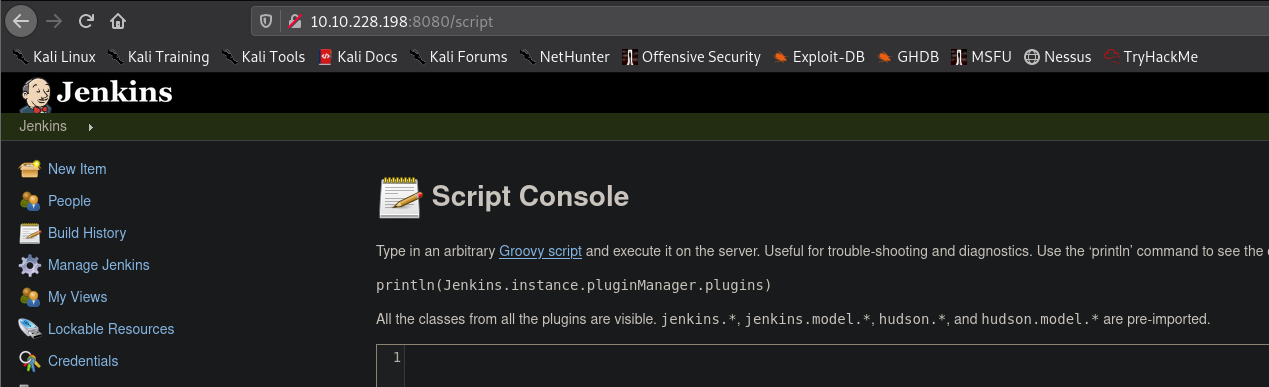 10.10.228.198:8080/script
Kali Linux Kali Training Kali Tools Kali Docs Kali Forums NetHunter Offensive Security Exploit-DB GHDB MSFU Nessus TryHackMe
Jenkins
Jenkins
New Item
People
Build History
Manage Jenkins
My Views
Lockable Resources
Credentials
Script Console
Type in an arbitrary Groovy script and execute it on the server. Useful for trouble-shooting and diagnostics. Use the ‘println’ command to see the
println(Jenkins.instance.pluginManager.plugins)
All the classes from all the plugins are visible. jenkins.*, jenkins.model.*, hudson.*, and hudson.model.* are pre-imported.
1